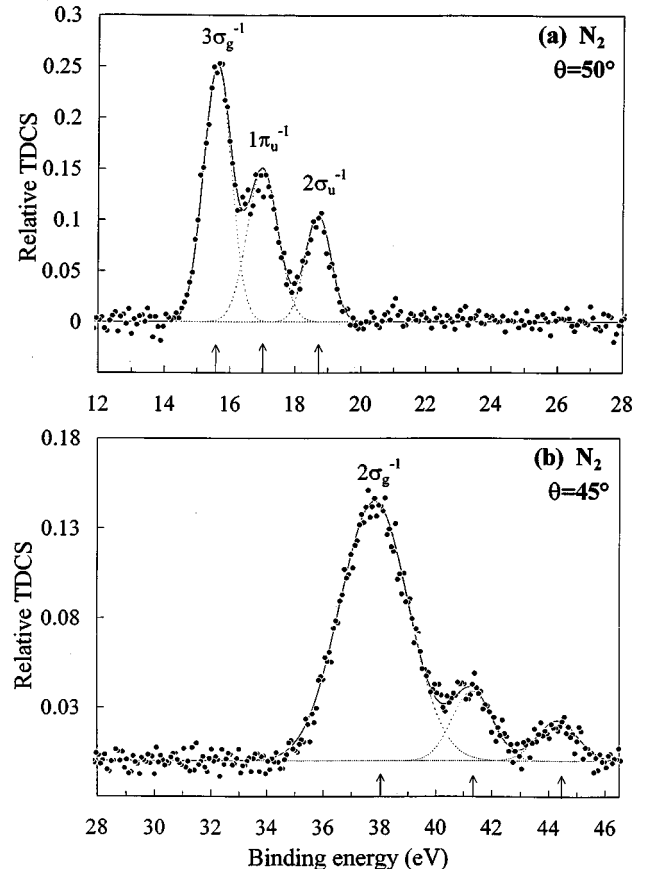 (a) N₂
θ=50°
3σg⁻¹
1πu⁻¹
2σu⁻¹
Relative TDCS
0.25
0.2
0.15
0.1
0.05
0
12 14 16 18 20 22 24 26 28
(b) N₂
θ=45°
2σg⁻¹
Relative TDCS
0.18
0.13
0.08
0.03
28 30 32 34 36 38 40 42 44 46
Binding energy (eV)